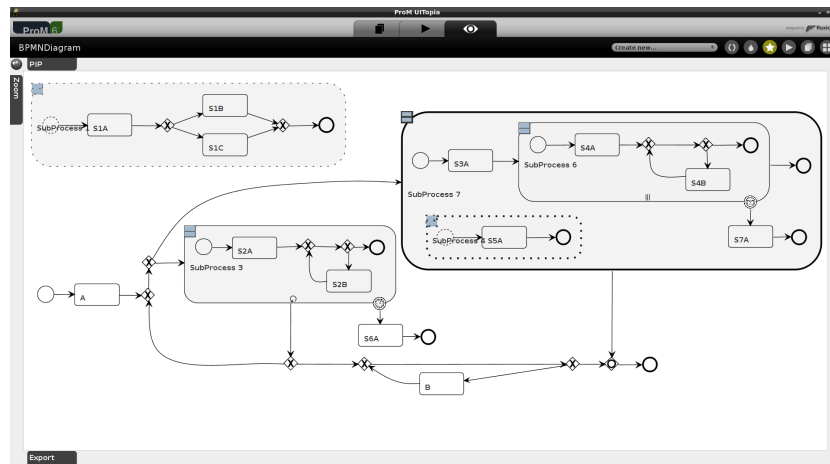 ProM UITopia
ProM 6
BPMNDiagram
Create new...
PIP
Zoom
SubProcess 1
S1A
S1B
S1C
S3A
SubProcess 6
S4A
S4B
SubProcess 7
SubProcess 4
S5A
S7A
S2A
SubProcess 3
S2B
A
S6A
B
Export